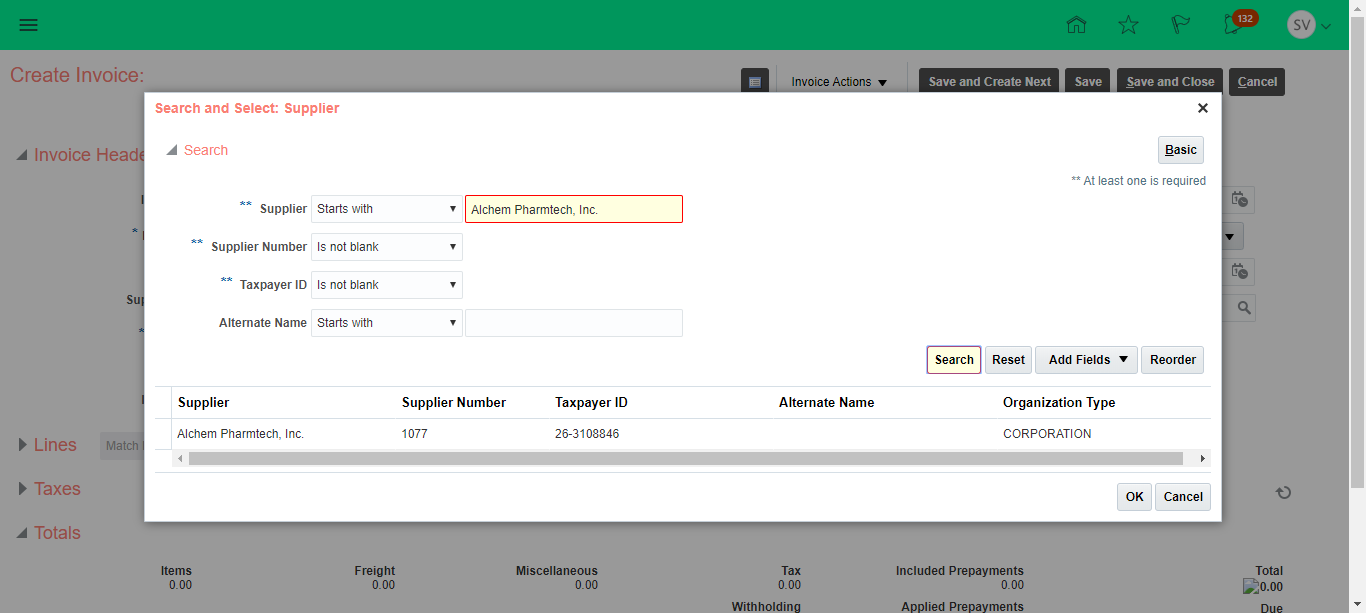 132
SV
Create Invoice:
Invoice Actions
Save and Create Next
Save
Save and Close
Cancel
Search and Select: Supplier
Invoice Heade
Search
Basic
** At least one is required
** Supplier
Starts with
Alchem Pharmtech, Inc.
** Supplier Number
Is not blank
** Taxpayer ID
Is not blank
Sup
Alternate Name
Starts with
Search
Reset
Add Fields
Reorder
Supplier
Supplier Number
Taxpayer ID
Alternate Name
Organization Type
Alchem Pharmtech, Inc.
1077
26-3108846
CORPORATION
Lines
Match
Taxes
OK
Cancel
Totals
Items
Freight
Miscellaneous
Tax
Included Prepayments
Total
0.00
0.00
0.00
0.00
0.00
0.00
Withholding
Applied Prepayments
Due